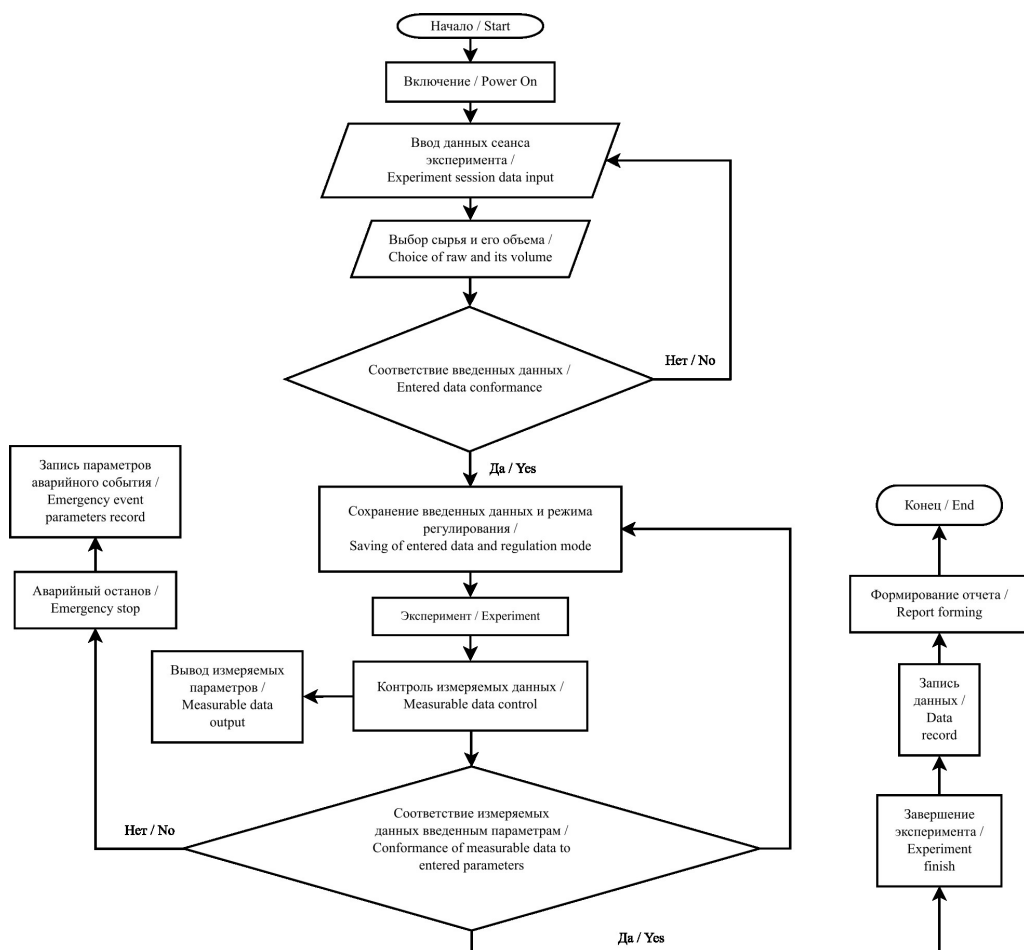 Начало / Start
Включение / Power On
Ввод данных сеанса
эксперимента /
Experiment session data input
Выбор сырья и его объема /
Choice of raw and its volume
Соответствие введенных данных /
Entered data conformance
Нет / No
Да / Yes
Сохранение введенных данных и режима
регулирования /
Saving of entered data and regulation mode
Эксперимент / Experiment
Контроль измеряемых данных /
Measurable data control
Вывод измеряемых
параметров /
Measurable data
output
Соответствие измеряемых
данных введенным параметрам /
Conformance of measurable data to
entered parameters
Нет / No
Аварийный останов /
Emergency stop
Запись параметров
аварийного события /
Emergency event
parameters record
Да / Yes
Завершение
эксперимента /
Experiment
finish
Запись
данных /
Data
record
Формирование отчета /
Report forming
Конец / End